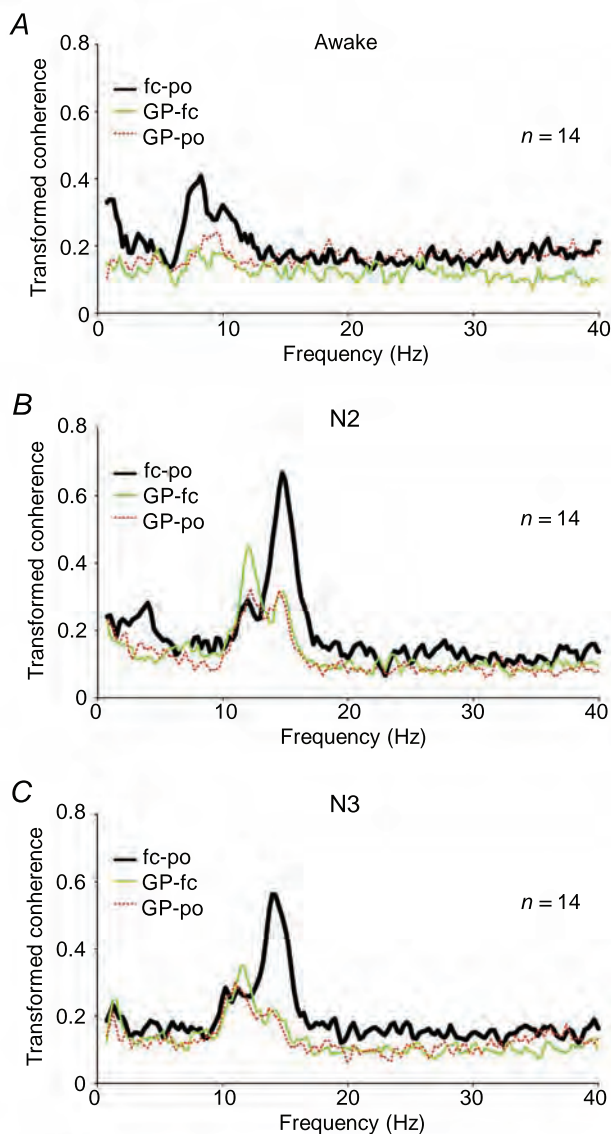 A
Awake
0.8
0.6
0.4
0.2
0
Transformed coherence
fc-po
GP-fc
GP-po
n = 14
0 10 20 30 40
Frequency (Hz)
B
N2
0.8
0.6
0.4
0.2
0
Transformed coherence
fc-po
GP-fc
GP-po
n = 14
0 10 20 30 40
Frequency (Hz)
C
N3
0.8
0.6
0.4
0.2
0
Transformed coherence
fc-po
GP-fc
GP-po
n = 14
0 10 20 30 40
Frequency (Hz)